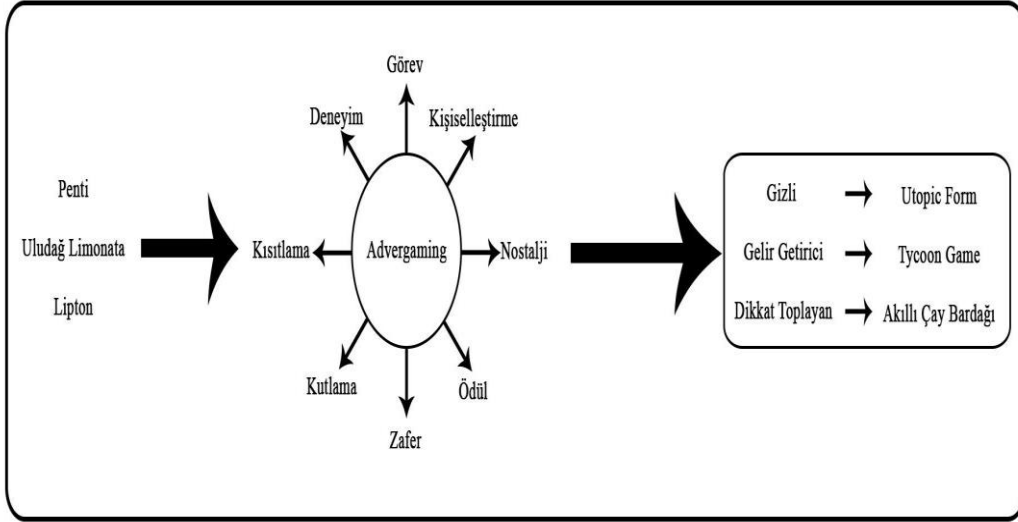 Penti
Uludağ Limonata
Lipton
Görev
Deneyim
Kişiselleştirme
Kısıtlama
Advergaming
Nostalji
Kutlama
Ödül
Zafer
Gizli
Utopic Form
Gelir Getirici
Tycoon Game
Dikkat Toplayan
Akıllı Çay Bardağı